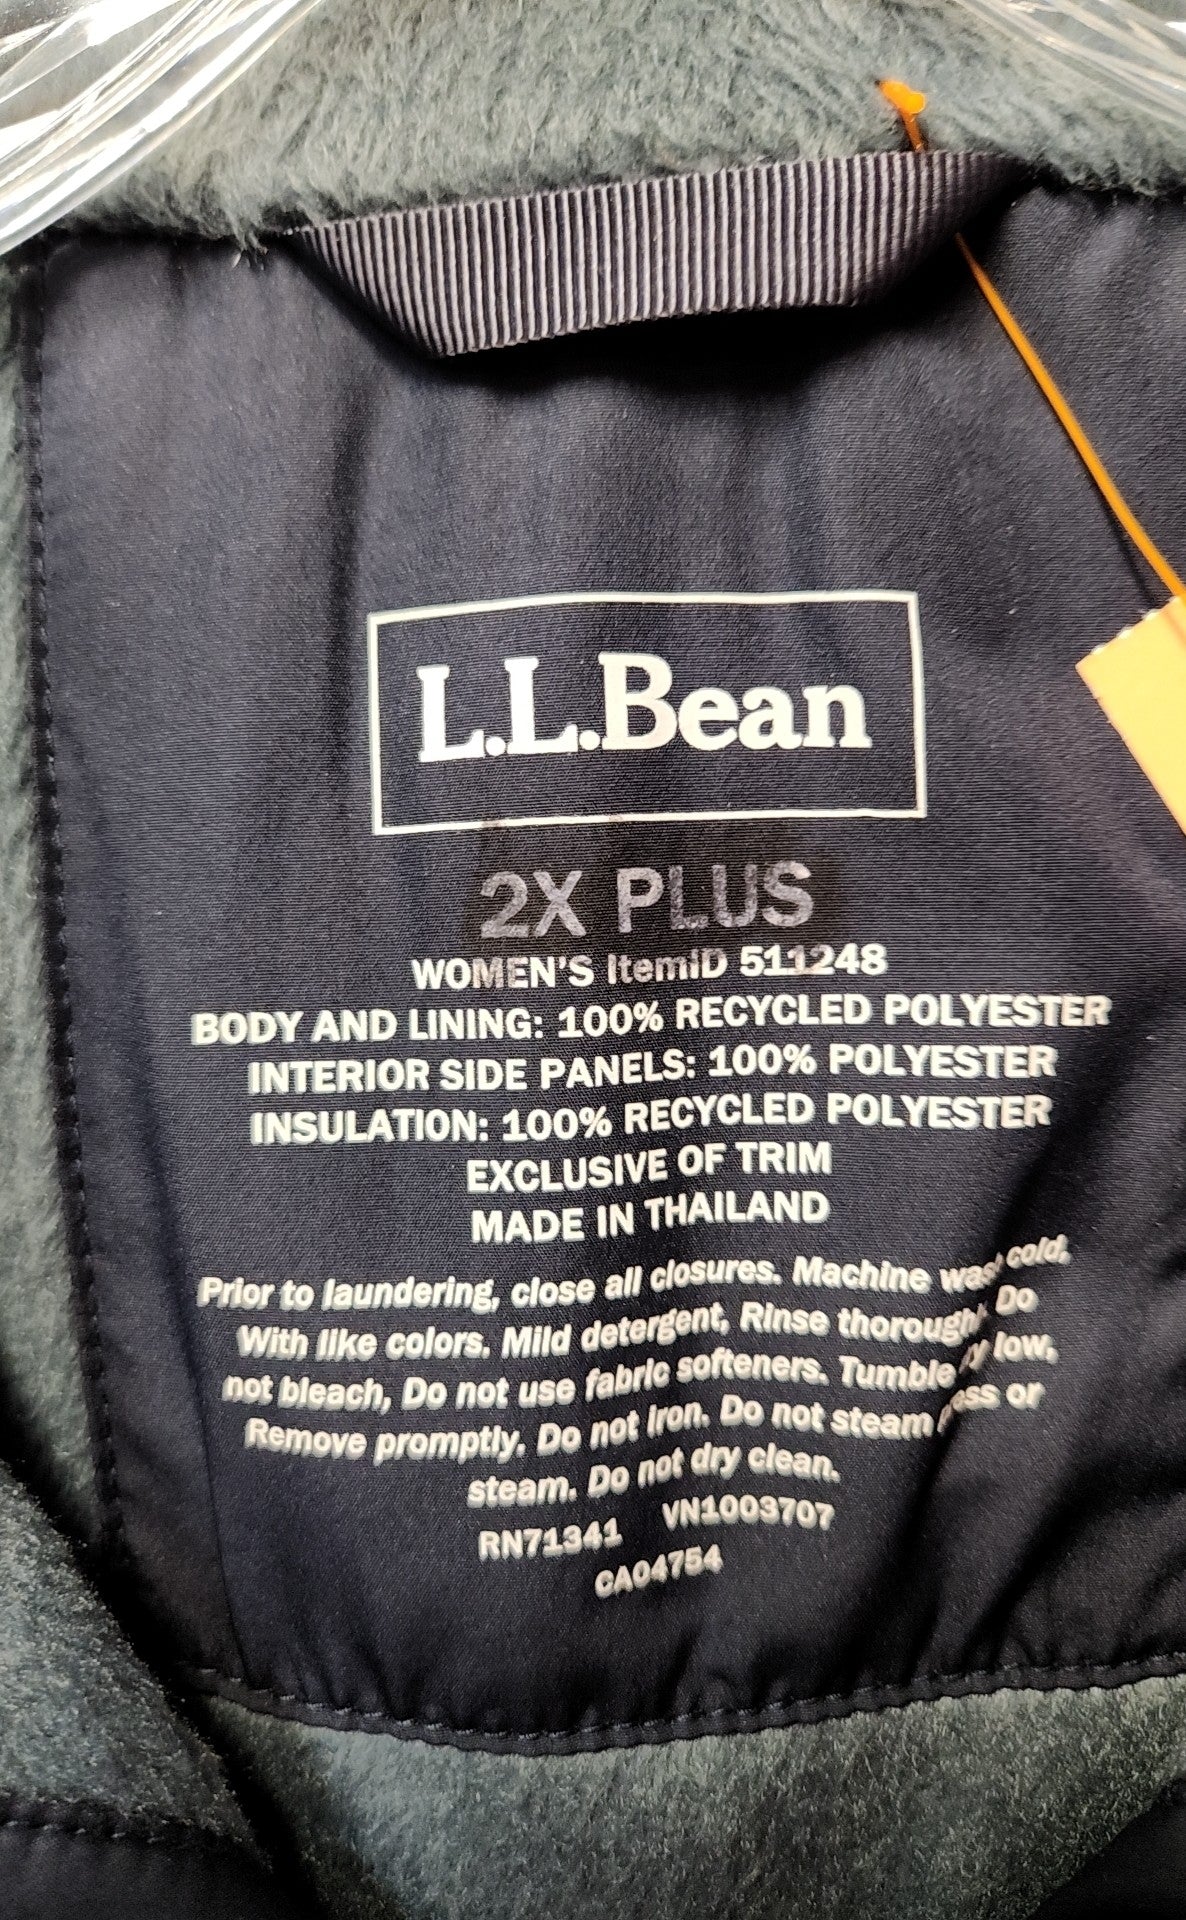 L.L.Bean
2X PLUS
WOMEN'S ItemID 511248
BODY AND LINING: 100% RECYCLED POLYESTER
INTERIOR SIDE PANELS: 100% POLYESTER
INSULATION: 100% RECYCLED POLYESTER
EXCLUSIVE OF TRIM
MADE IN THAILAND
Prior to laundering, close all closures. Machine cold,
With like colors. Mild detergent, Rinse Do
not bleach, Do not use fabric softeners. Tumble low,
Remove promptly. Do not Iron. Do not steam or
steam. Do not dry clean.
RN71341 VN1003707
CA04754